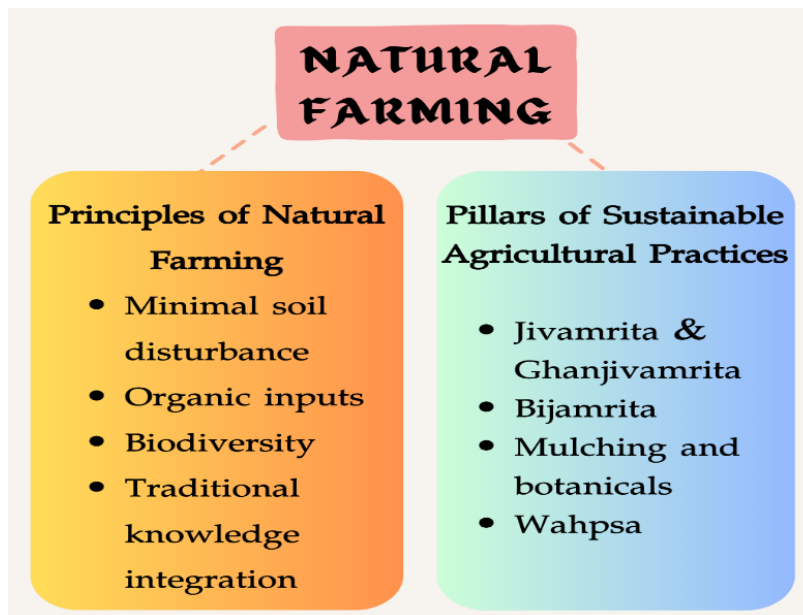 NATURAL
FARMING
Principles of Natural
Farming
• Minimal soil
disturbance
• Organic inputs
• Biodiversity
• Traditional
knowledge
integration
Pillars of Sustainable
Agricultural Practices
• Jivamrita &
Ghanjivamrita
• Bijamrita
• Mulching and
botanicals
• Wahpsa